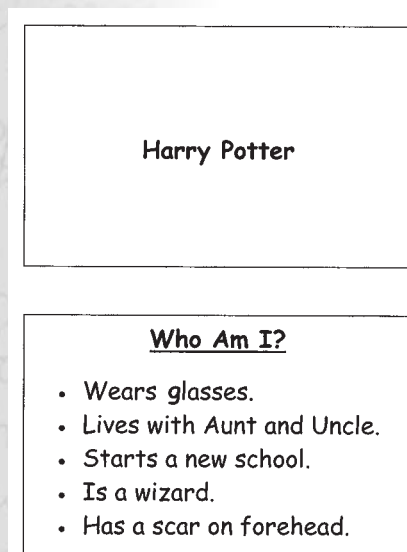 Harry Potter
Who Am I?
• Wears glasses.
• Lives with Aunt and Uncle.
• Starts a new school.
• Is a wizard.
• Has a scar on forehead.